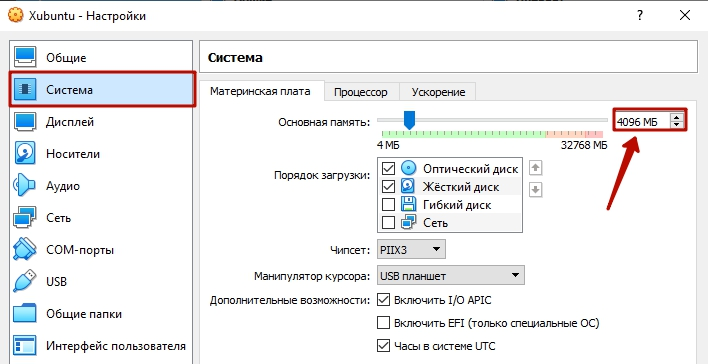 Xubuntu - Настройки
? ×
Общие
Система
Дисплей
Носители
Аудио
Сеть
COM-порты
USB
Общие папки
Интерфейс пользователя
Система
Материнская плата Процессор Ускорение
Основная память: 4096 МБ
4 МБ 32768 МБ
Порядок загрузки: Оптический диск
Жёсткий диск
Гибкий диск
Сеть
Чипсет: PIIX3
Манипулятор курсора: USB планшет
Дополнительные возможности: Включить I/O APIC
Включить EFI (только специальные ОС)
Часы в системе UTC